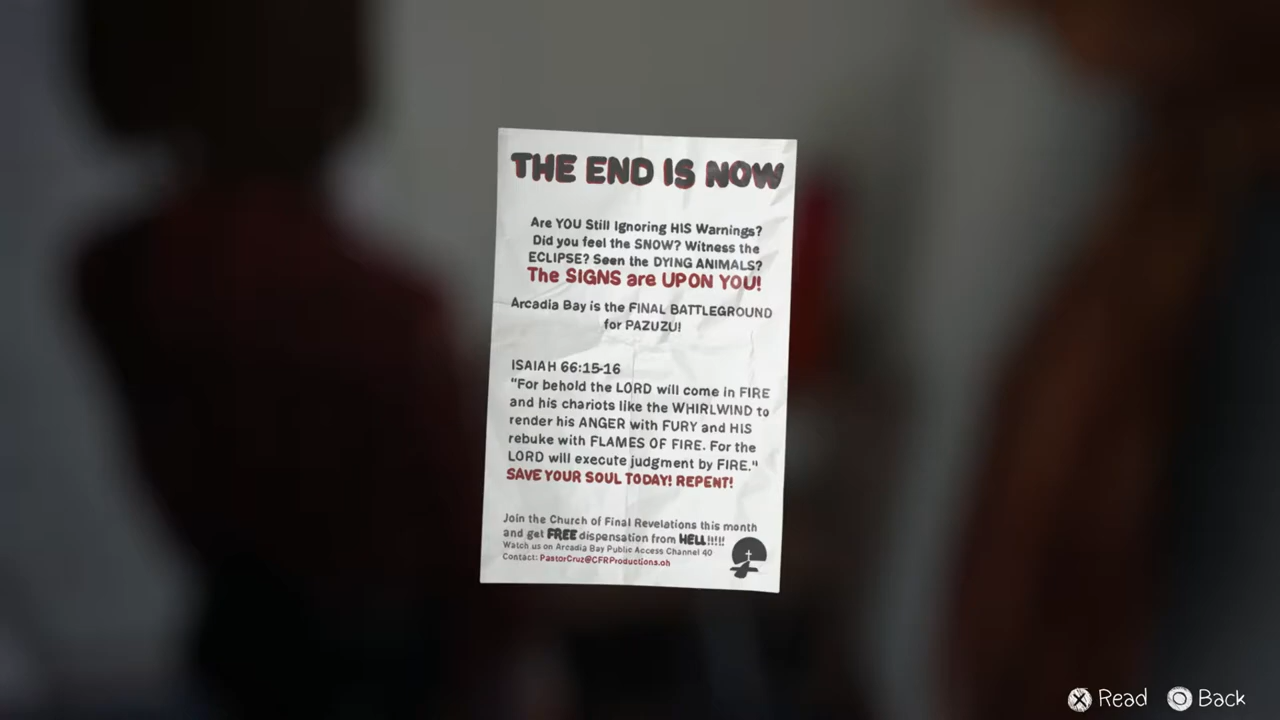 THE END IS NOW
Are YOU Still Ignoring HIS Warnings?
Did you feel the SNOW? Witness the
ECLIPSE? Seen the DYING ANIMALS?
The SIGNS are UPON YOU!
Arcadia Bay is the FINAL BATTLEGROUND
for PAZUZU!
ISAIAH 66:15-16
"For behold the LORD will come in FIRE
and his chariots like the WHIRLWIND to
render his ANGER with FURY and HIS
rebuke with FLAMES OF FIRE. For the
LORD will execute judgment by FIRE."
SAVE YOUR SOUL TODAY! REPENT!
Join the Church of Final Revelations this month
and get FREE dispensation from HELL!!!!!
Watch us on Arcadia Bay Public Access Channel 40
Contact: PastorCruz@CFRProductions.oh
Read Back